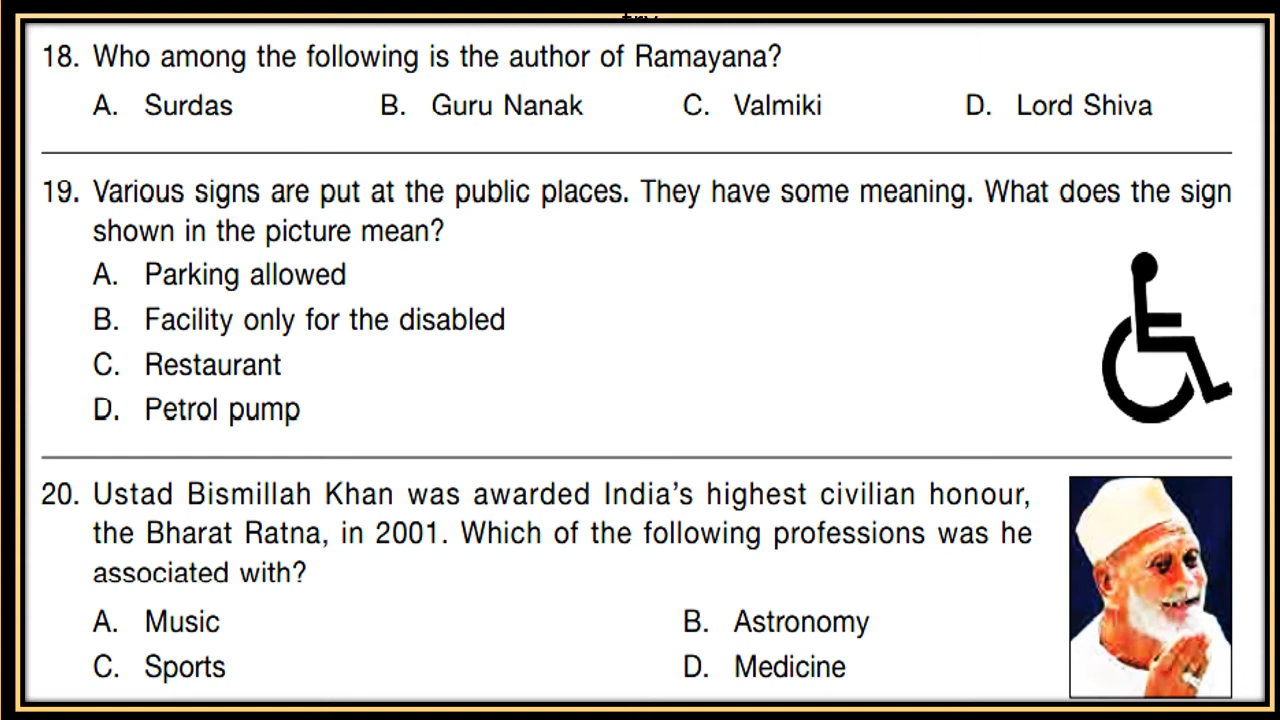 18. Who among the following is the author of Ramayana?
A. Surdas B. Guru Nanak C. Valmiki D. Lord Shiva
19. Various signs are put at the public places. They have some meaning. What does the sign
shown in the picture mean?
A. Parking allowed
B. Facility only for the disabled
C. Restaurant
D. Petrol pump
20. Ustad Bismillah Khan was awarded India's highest civilian honour,
the Bharat Ratna, in 2001. Which of the following professions was he
associated with?
A. Music B. Astronomy
C. Sports D. Medicine